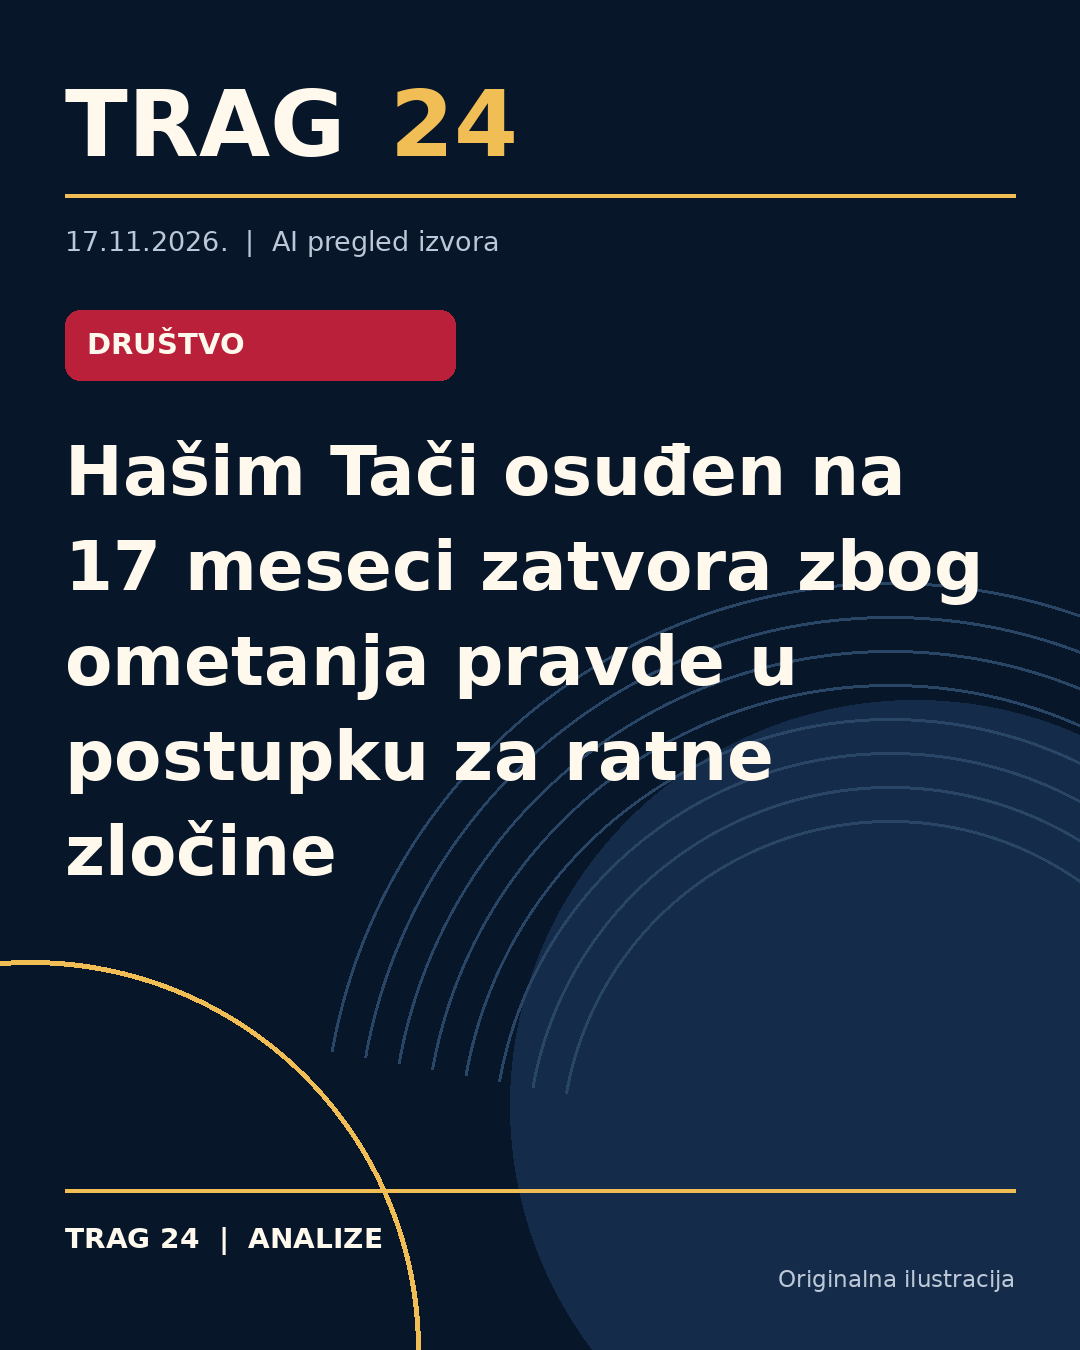 TRAG 24
17.11.2026. | AI pregled izvora
DRUŠTVO
Hašim Tači osuđen na
17 meseci zatvora zbog
ometanja pravde u
postupku za ratne
zločine
TRAG 24 | ANALIZE
Originalna ilustracija